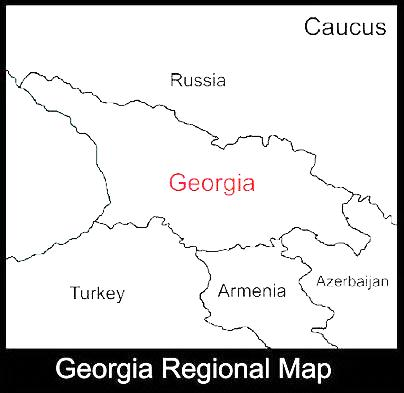 Caucus
Russia
Georgia
Turkey
Armenia
Azerbaijan
Georgia Regional Map